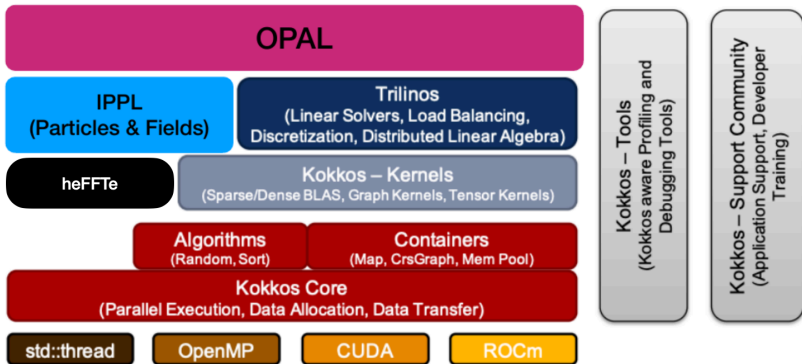 OPAL
IPPL
(Particles & Fields)
Trilinos
(Linear Solvers, Load Balancing,
Discretization, Distributed Linear Algebra)
heFFTe
Kokkos – Kernels
(Sparse/Dense BLAS, Graph Kernels, Tensor Kernels)
Algorithms
(Random, Sort)
Containers
(Map, CrsGraph, Mem Pool)
Kokkos Core
(Parallel Execution, Data Allocation, Data Transfer)
std::thread
OpenMP
CUDA
ROCm
Kokkos – Tools
(Kokkos aware Profiling and
Debugging Tools)
Kokkos – Support Community
(Application Support, Developer
Training)